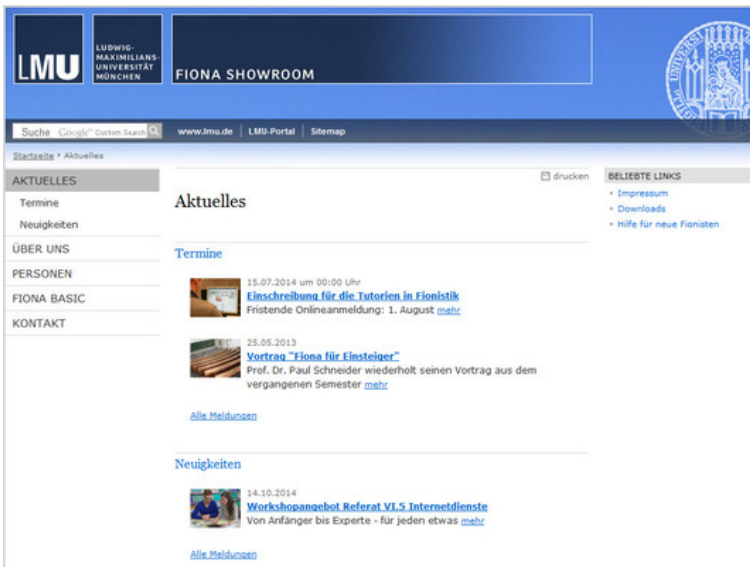 LMU
LUDWIG-
MAXIMILIANS-
UNIVERSITÄT
MÜNCHEN
FIONA SHOWROOM
Suche Google™ Custom Search
www.lmu.de
LMU-Portal
Sitemap
Startseite
Aktuelles
AKTUELLES
Termine
Neuigkeiten
ÜBER UNS
PERSONEN
FIONA BASIC
KONTAKT
drucken
Aktuelles
Termine
15.07.2014 um 00:00 Uhr
Einschreibung für die Tutorien in Fionistik
Fristende Onlineanmeldung: 1. August mehr
25.05.2013
Vortrag "Fiona für Einsteiger"
Prof. Dr. Paul Schneider wiederholt seinen Vortrag aus dem
vergangenen Semester mehr
Alle Meldungen
Neuigkeiten
14.10.2014
Workshopangebot Referat VI.5 Internetdienste
Von Anfänger bis Experte - für jeden etwas mehr
Alle Meldungen
BELIEBTE LINKS
Impressum
Downloads
Hilfe für neue Fionisten